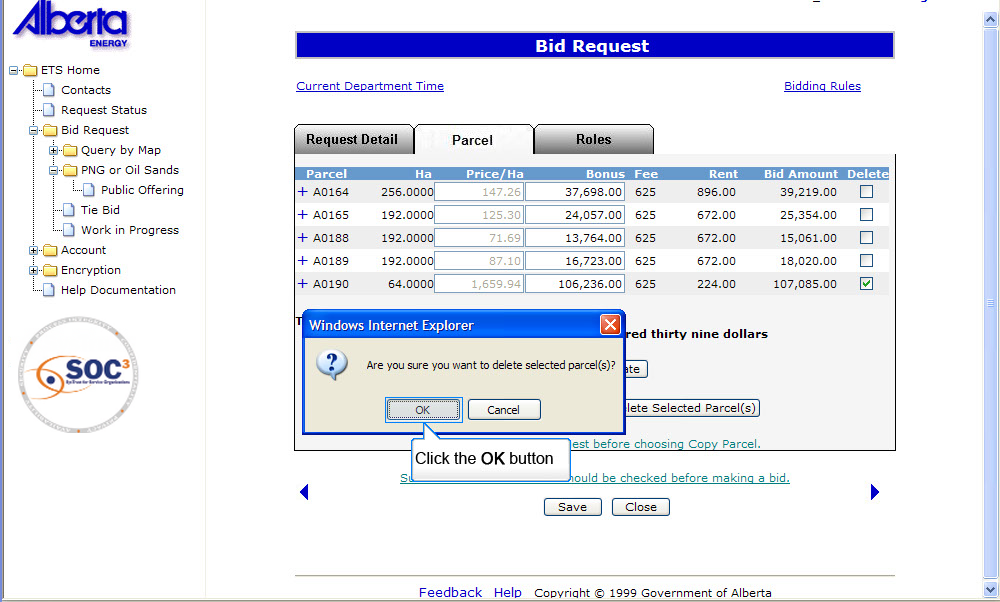 Alberta
ENERGY
ETS Home
Contacts
Request Status
Bid Request
Query by Map
PNG or Oil Sands
Public Offering
Tie Bid
Work in Progress
Account
Encryption
Help Documentation
SOC3
SysTrust for Service Organizations
Bid Request
Current Department Time Bidding Rules
Request Detail Parcel Roles
Parcel Ha Price/Ha Bonus Fee Rent Bid Amount Delete
+ A0164 256.0000 147.26 37,698.00 625 896.00 39,219.00
+ A0165 192.0000 125.30 24,057.00 625 672.00 25,354.00
+ A0188 192.0000 71.69 13,764.00 625 672.00 15,061.00
+ A0189 192.0000 87.10 16,723.00 625 672.00 18,020.00
+ A0190 64.0000 1,659.94 106,236.00 625 224.00 107,085.00
T
red thirty nine dollars
Windows Internet Explorer
Are you sure you want to delete selected parcel(s)?
ate
OK Cancel
elete Selected Parcel(s)
est before choosing Copy Parcel.
Click the OK button
Su
hould be checked before making a bid.
Save Close
Feedback Help Copyright © 1999 Government of Alberta